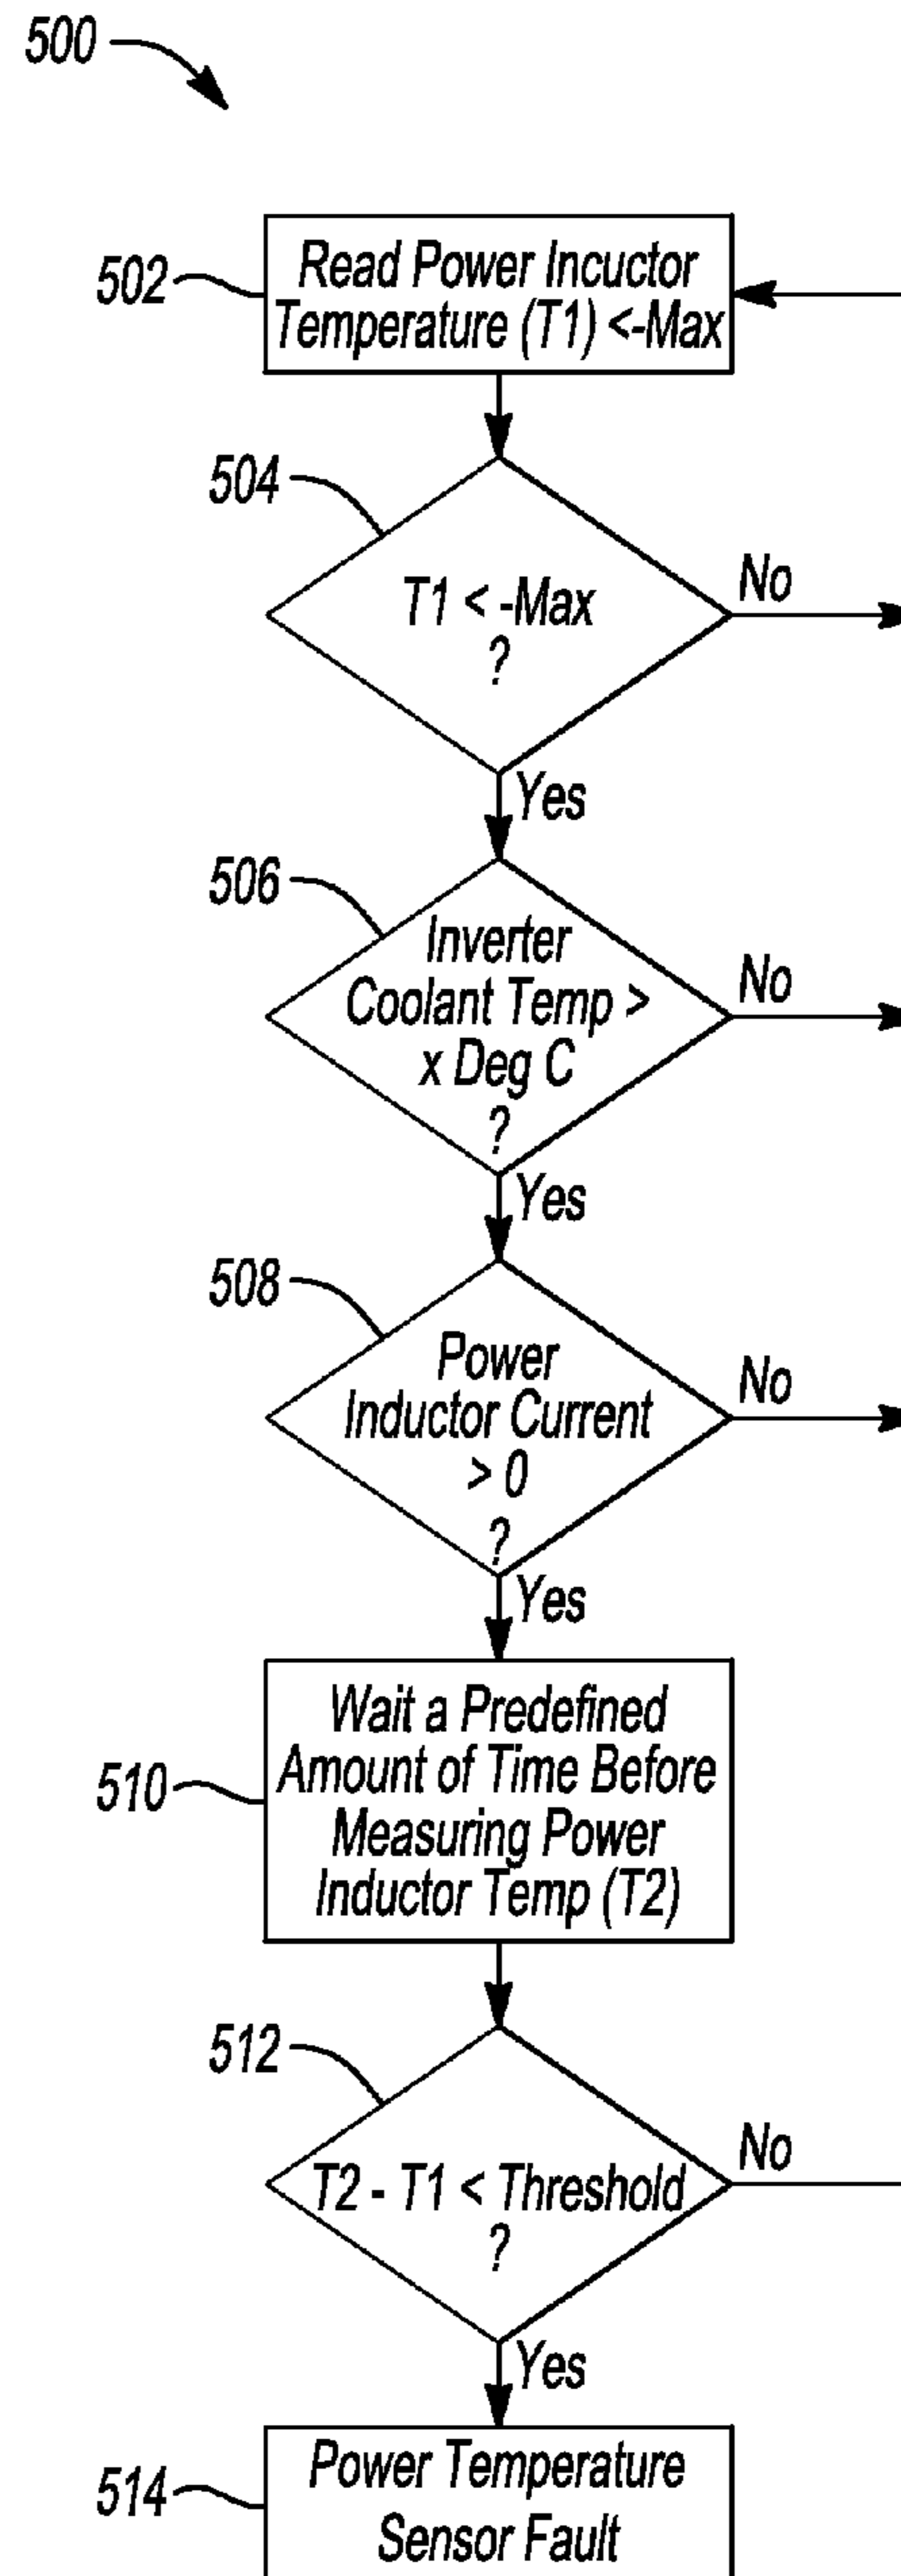 500
502
Read Power Incuctor
Temperature (T1) <-Max
504
T1 < -Max
?
No
Yes
506
Inverter
Coolant Temp >
x Deg C
?
No
Yes
508
Power
Inductor Current
> 0
?
No
Yes
510
Wait a Predefined
Amount of Time Before
Measuring Power
Inductor Temp (T2)
512
T2 - T1 < Threshold
?
No
Yes
514
Power Temperature
Sensor Fault